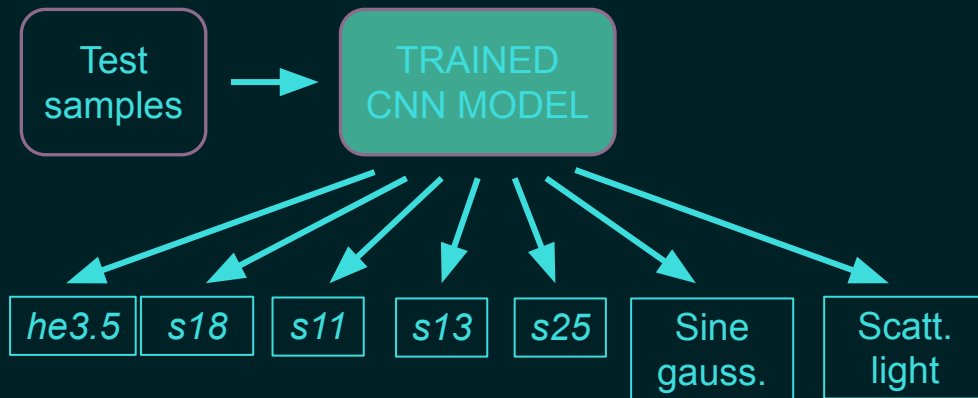 Test
samples
TRAINED
CNN MODEL
he3.5
s18
s11
s13
s25
Sine
gauss.
Scatt.
light